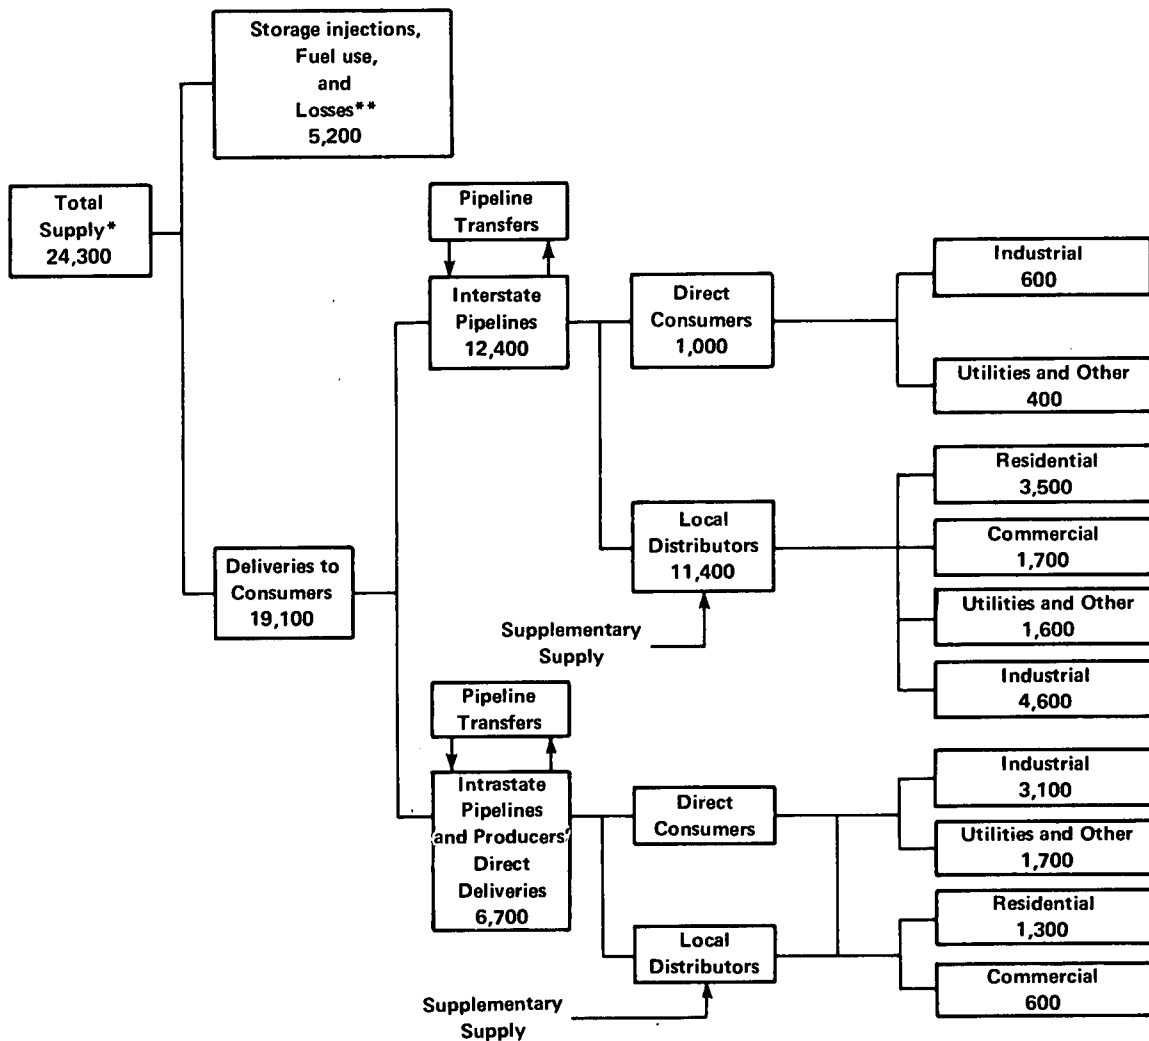 Storage injections,
Fuel use,
and
Losses**
5,200
Total
Supply*
24,300
Deliveries to
Consumers
19,100
Pipeline
Transfers
Interstate
Pipelines
12,400
Direct
Consumers
1,000
Industrial
600
Utilities and Other
400
Local
Distributors
11,400
Supplementary
Supply
Residential
3,500
Commercial
1,700
Utilities and Other
1,600
Industrial
4,600
Pipeline
Transfers
Intrastate
Pipelines
and Producers'
Direct
Deliveries
6,700
Direct
Consumers
Local
Distributors
Supplementary
Supply
Industrial
3,100
Utilities and Other
1,700
Residential
1,300
Commercial
600